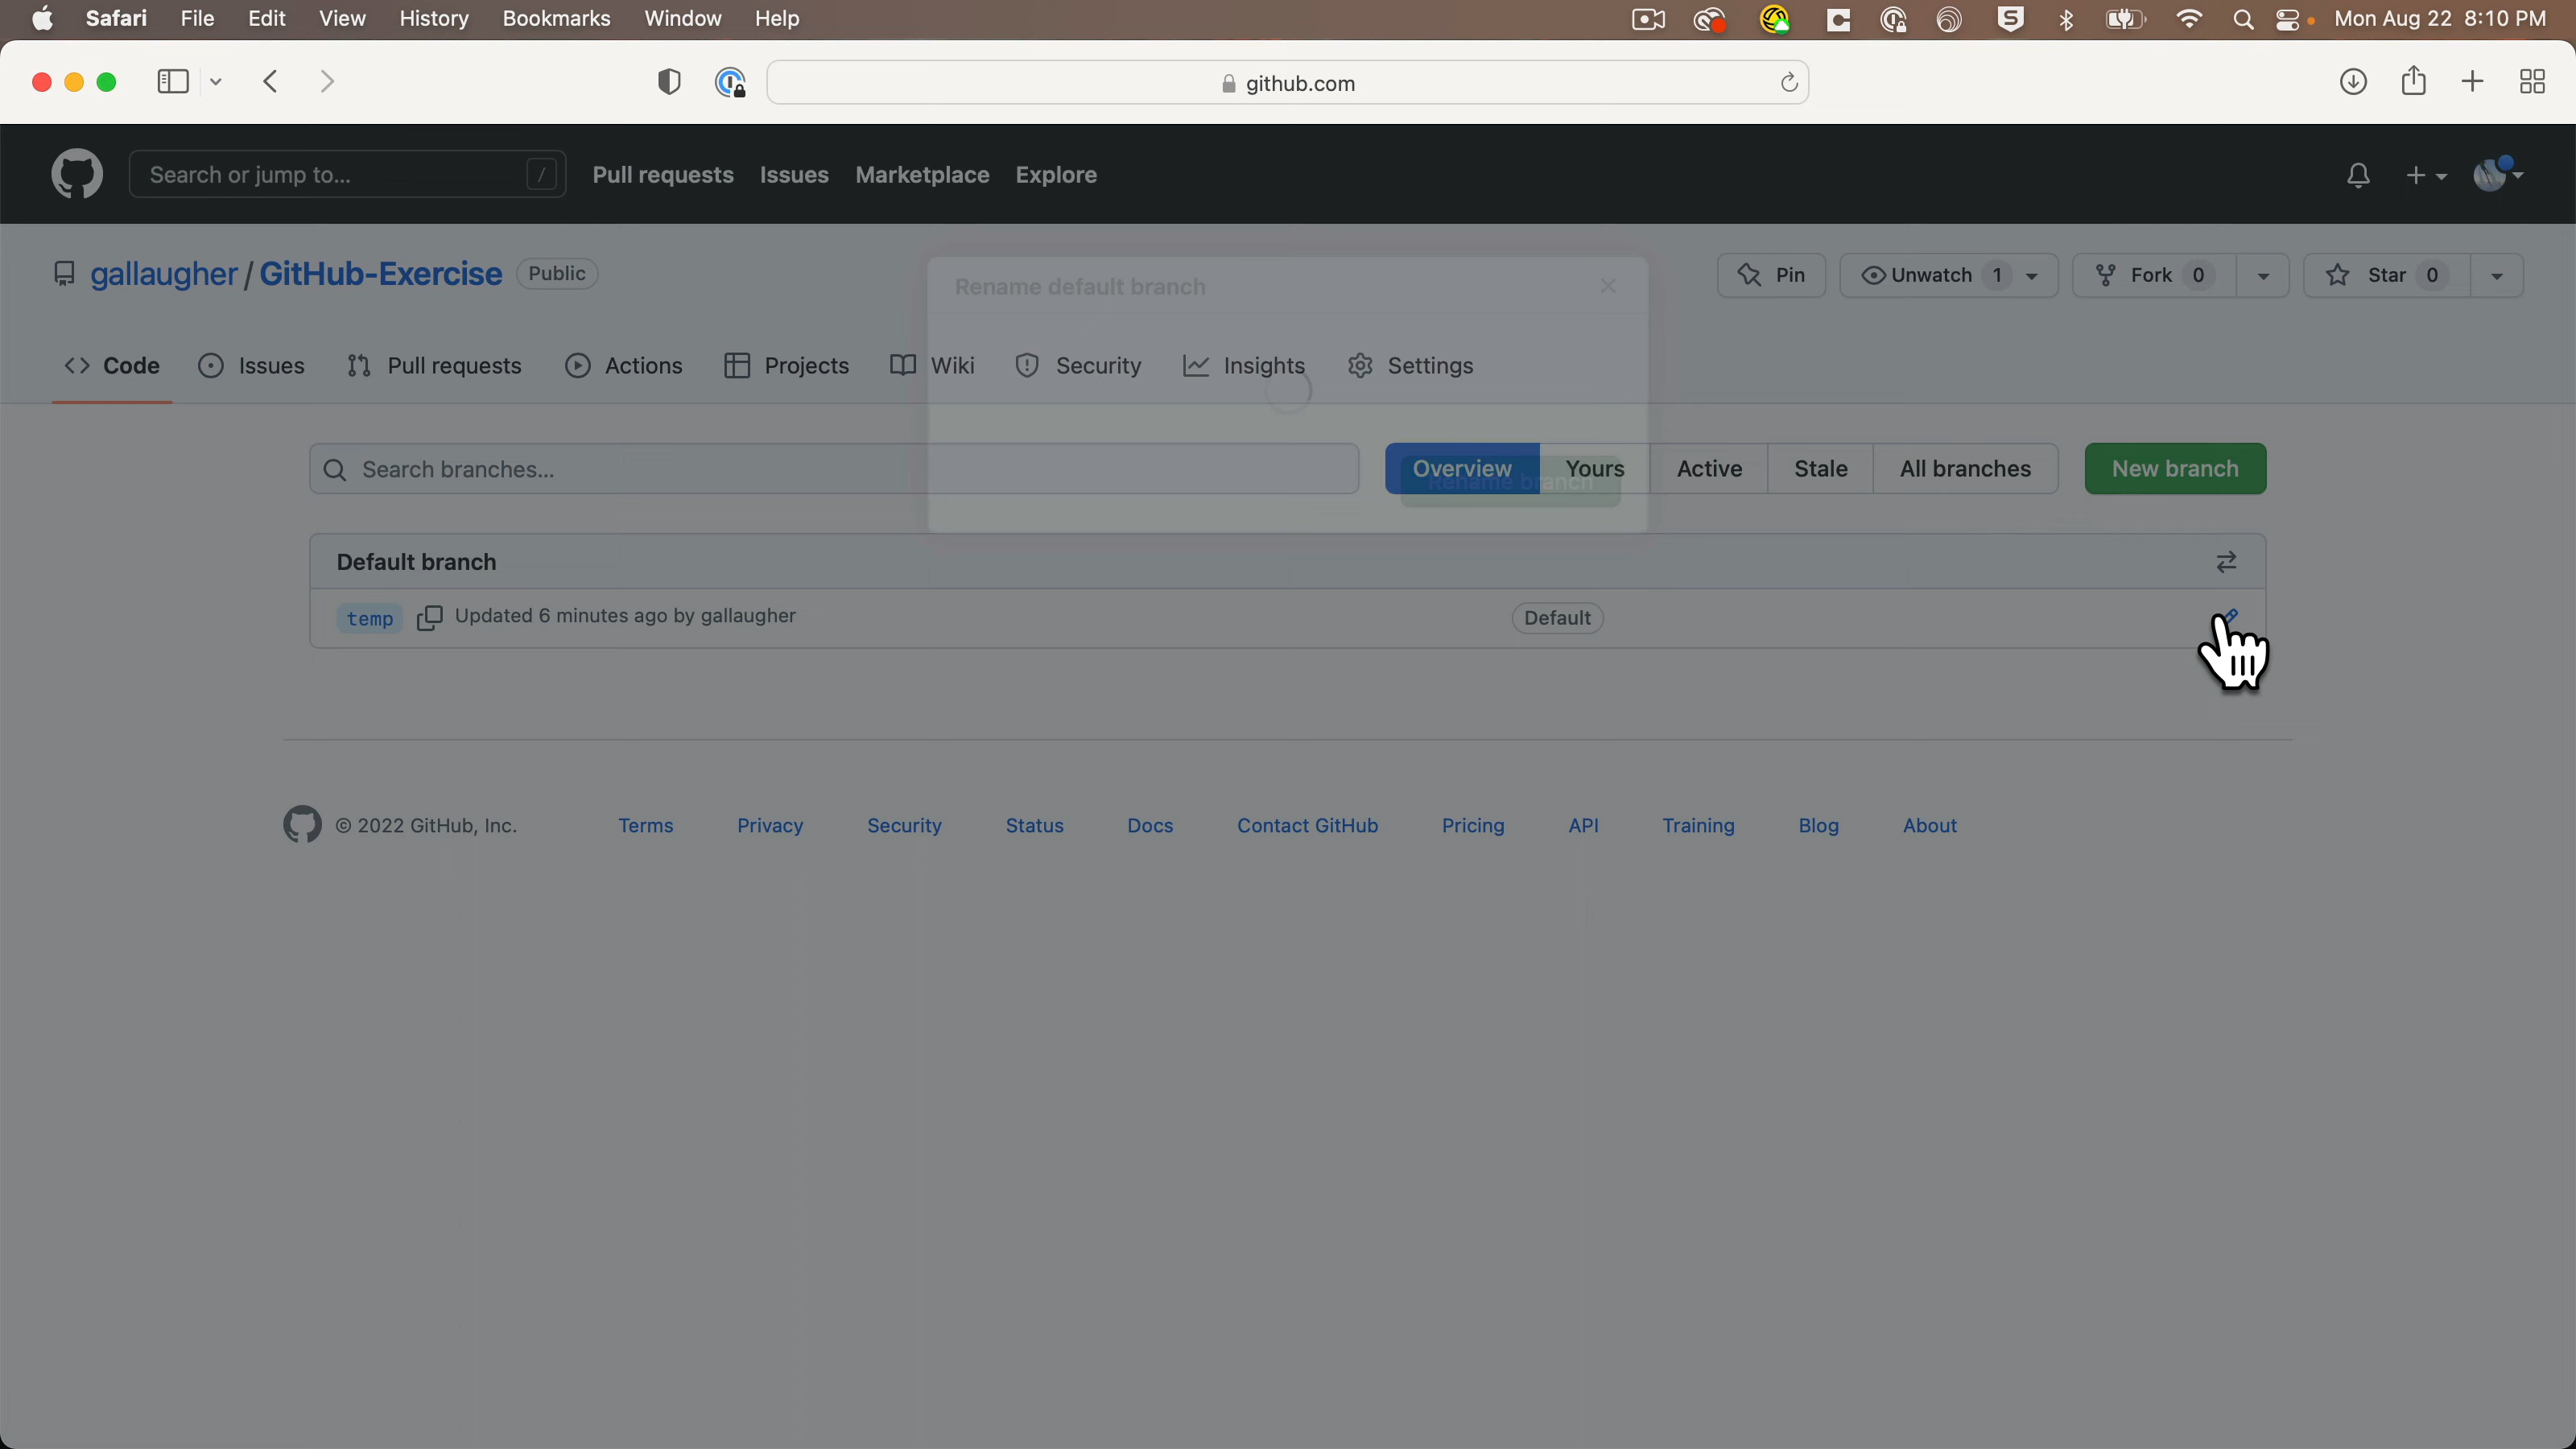 Safari File Edit View History Bookmarks Window Help Mon Aug 22 8:10 PM
github.com
Search or jump to... / Pull requests Issues Marketplace Explore
gallaugher / GitHub-Exercise Public Rename default branch Pin Unwatch 1 Fork 0 Star 0
Code Issues Pull requests Actions Projects Wiki Security Insights Settings
Search branches... Overview Yours Active Stale All branches New branch
Rename branch
Default branch
temp Updated 6 minutes ago by gallaugher Default
© 2022 GitHub, Inc. Terms Privacy Security Status Docs Contact GitHub Pricing API Training Blog About